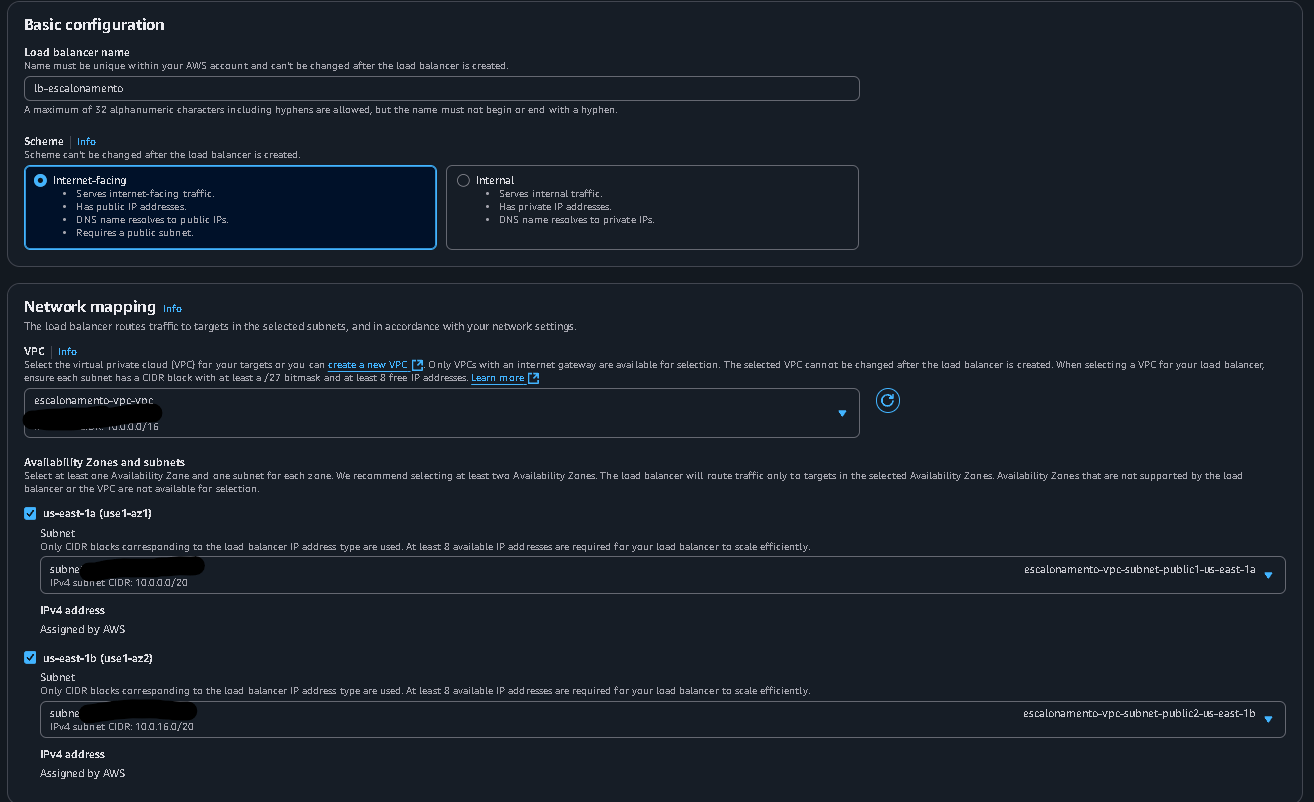 Basic configuration
Load balancer name
Name must be unique within your AWS account and can't be changed after the load balancer is created.
lb-escalonamento
A maximum of 32 alphanumeric characters including hyphens are allowed, but the name must not begin or end with a hyphen.
Scheme | Info
Scheme can't be changed after the load balancer is created.
Internet-facing
• Serves internet-facing traffic.
• Has public IP addresses.
• DNS name resolves to public IPs.
• Requires a public subnet.
Internal
• Serves internal traffic.
• Has private IP addresses.
• DNS name resolves to private IPs.
Network mapping Info
The load balancer routes traffic to targets in the selected subnets, and in accordance with your network settings.
VPC | Info
Select the virtual private cloud (VPC) for your targets or you can create a new VPC. Only VPCs with an internet gateway are available for selection. The selected VPC cannot be changed after the load balancer is created. When selecting a VPC for your load balancer,
ensure each subnet has a CIDR block with at least a /27 bitmask and at least 8 free IP addresses. Learn more
escalonamento-vpc-vpc
CIDR: 10.0.0.0/16
Availability Zones and subnets
Select at least one Availability Zone and one subnet for each zone. We recommend selecting at least two Availability Zones. The load balancer will route traffic only to targets in the selected Availability Zones. Availability Zones that are not supported by the load
balancer or the VPC are not available for selection.
us-east-1a (use1-az1)
Subnet
Only CIDR blocks corresponding to the load balancer IP address type are used. At least 8 available IP addresses are required for your load balancer to scale efficiently.
subne escalonamento-vpc-subnet-public1-us-east-1a
IPv4 subnet CIDR: 10.0.0.0/20
IPv4 address
Assigned by AWS
us-east-1b (use1-az2)
Subnet
Only CIDR blocks corresponding to the load balancer IP address type are used. At least 8 available IP addresses are required for your load balancer to scale efficiently.
subne escalonamento-vpc-subnet-public2-us-east-1b
IPv4 subnet CIDR: 10.0.16.0/20
IPv4 address
Assigned by AWS